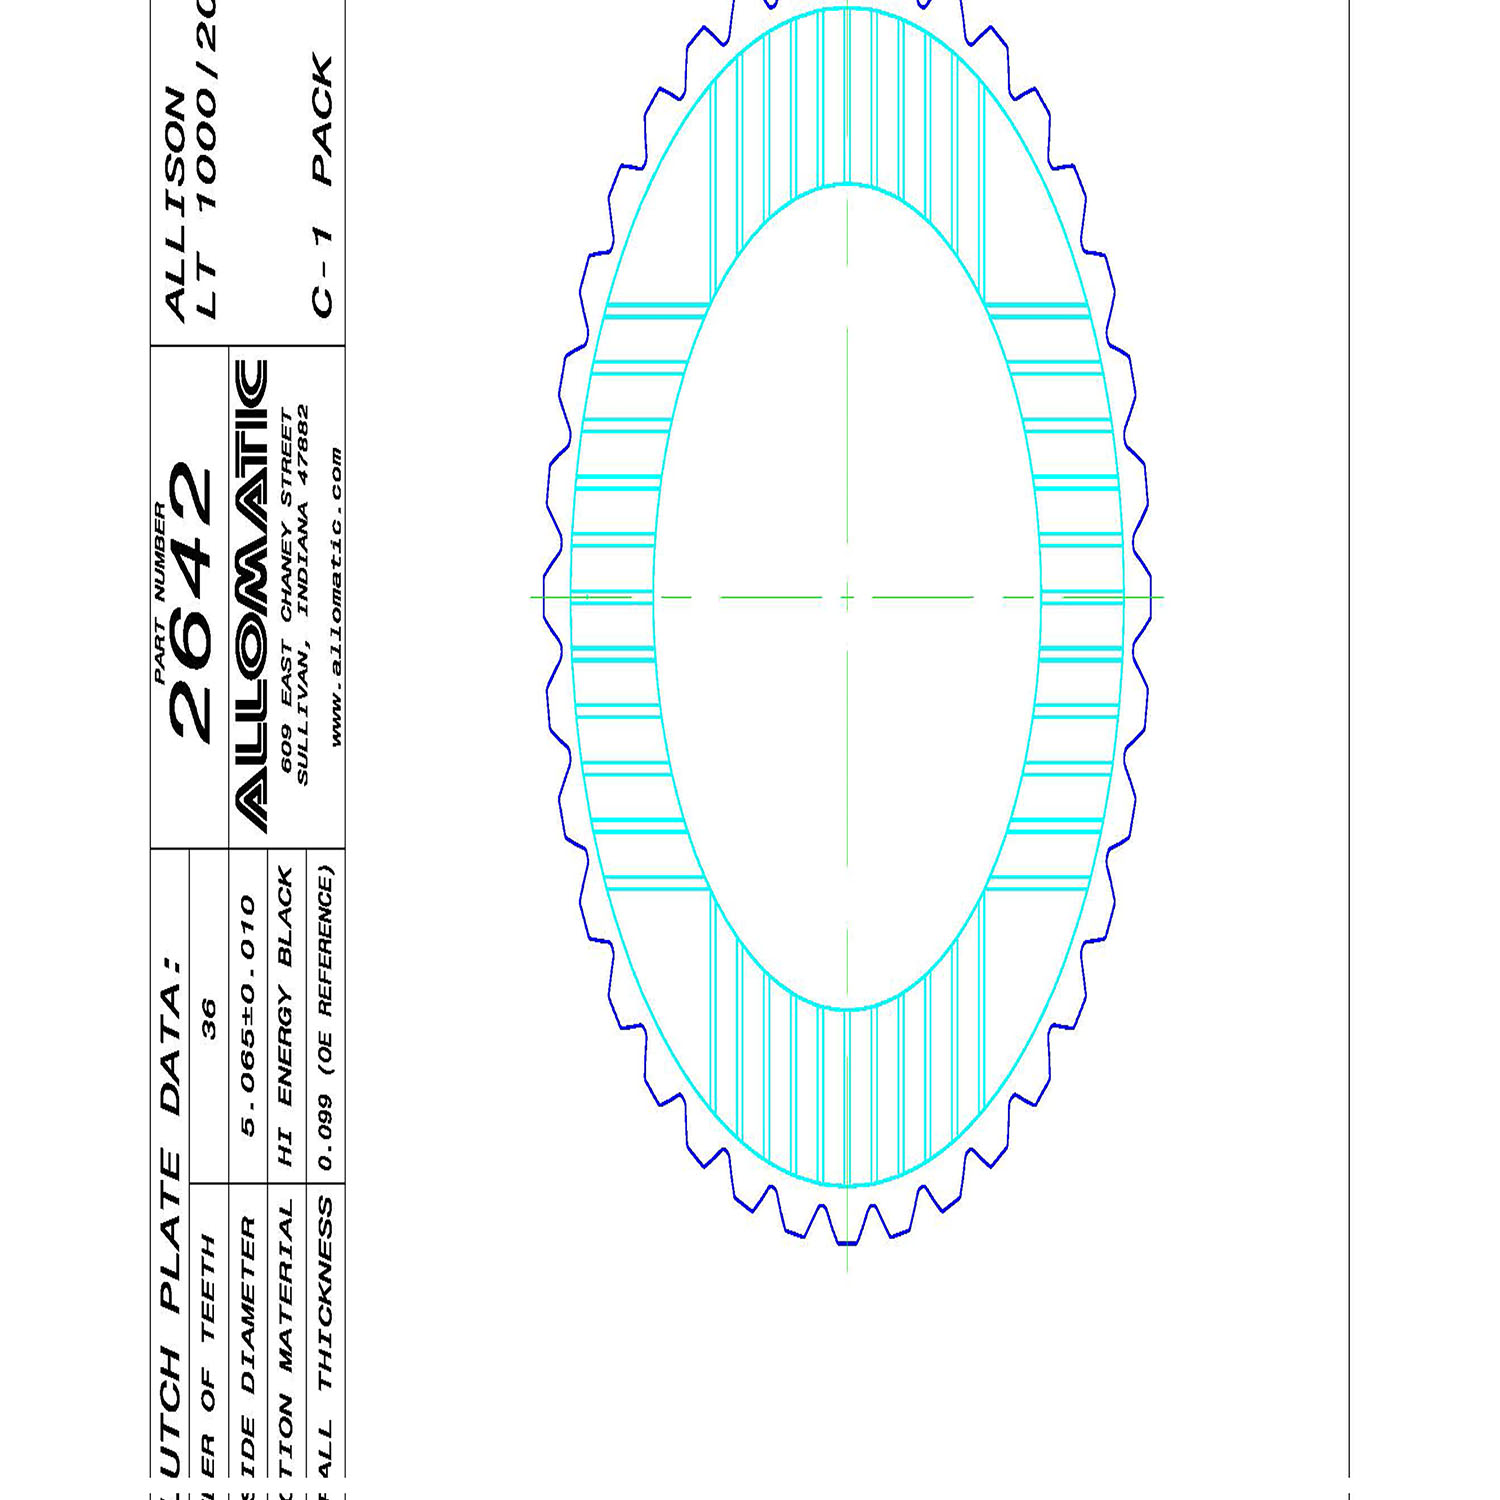 ALLISON
LT 1000/20
C-1 PACK
PART NUMBER
2642
ALLOMATIC
609 EAST CHANEY STREET
SULLIVAN, INDIANA 47882
www.allomatic.com
LUTCH PLATE DATA:
ER OF TEETH 36
SIDE DIAMETER 5.065±0.010
TION MATERIAL HI ENERGY BLACK
ALL THICKNESS 0.099 (OE REFERENCE)